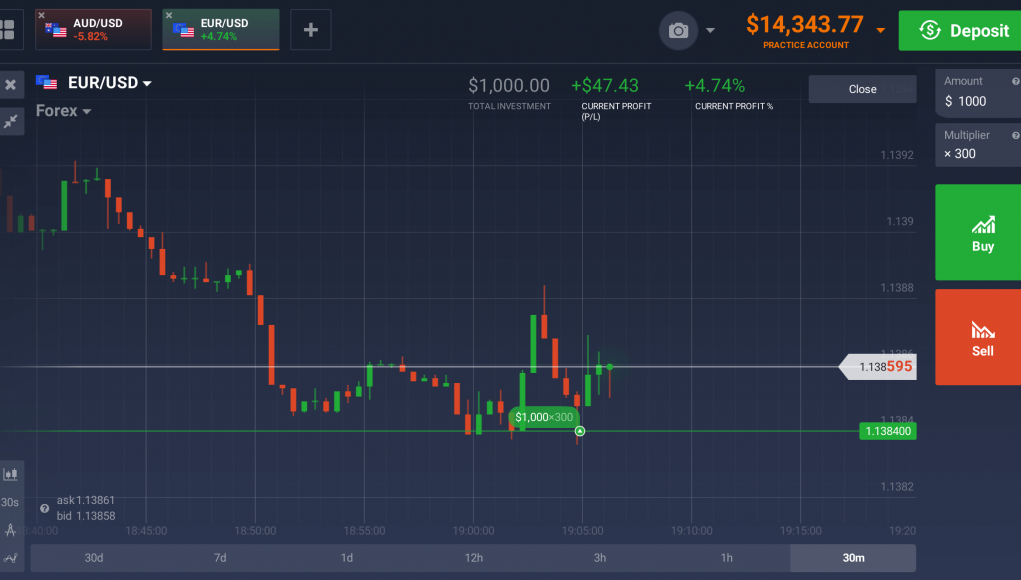 AUD/USD
-5.82%
EUR/USD
+4.74%
$14,343.77
PRACTICE ACCOUNT
Deposit
EUR/USD
Forex
$1,000.00
TOTAL INVESTMENT
+$47.43
CURRENT PROFIT
(P/L)
+4.74%
CURRENT PROFIT %
Close
Amount
$ 1000
Multiplier
× 300
Buy
Sell
1.1392
1.139
1.1388
1.138595
1.1384
1.138400
1.1382
$1,000×300
30s
ask 1.13861
bid 1.13858
18:45:00
18:50:00
18:55:00
19:00:00
19:05:00
19:10:00
19:15:00
19:20
30d
7d
1d
12h
3h
1h
30m